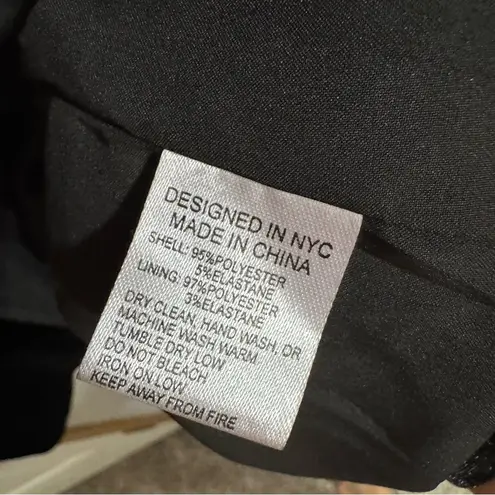 DESIGNED IN NYC
MADE IN CHINA
SHELL: 95%POLYESTER
5%ELASTANE
LINING: 97%POLYESTER
3%ELASTANE
DRY CLEAN, HAND WASH, OR
MACHINE WASH WARM
TUMBLE DRY LOW
DO NOT BLEACH
IRON ON LOW
KEEP AWAY FROM FIRE